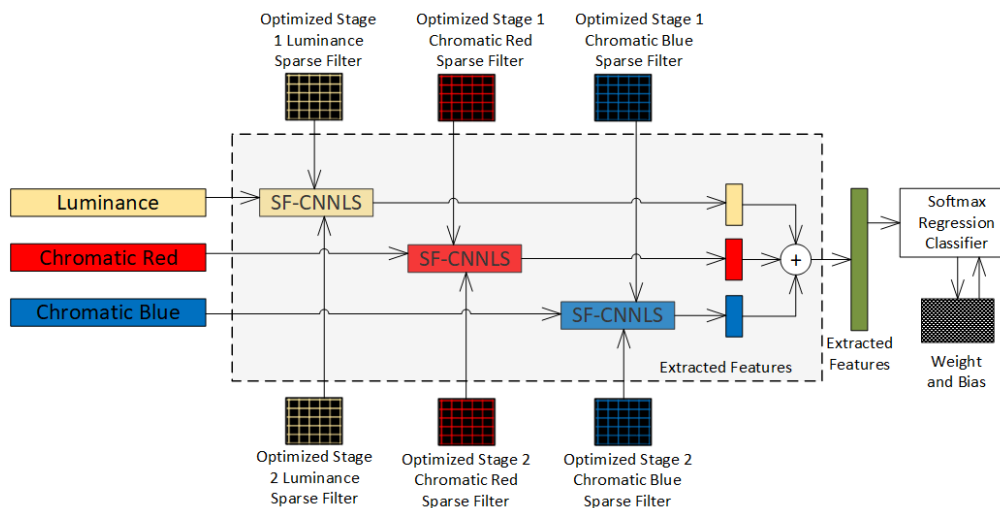 Optimized Stage
1 Luminance
Sparse Filter
Optimized Stage 1
Chromatic Red
Sparse Filter
Optimized Stage 1
Chromatic Blue
Sparse Filter
Luminance
SF-CNNLS
Chromatic Red
SF-CNNLS
Chromatic Blue
SF-CNNLS
+
Extracted Features
Extracted
Features
Softmax
Regression
Classifier
Weight
and Bias
Optimized Stage
2 Luminance
Sparse Filter
Optimized Stage 2
Chromatic Red
Sparse Filter
Optimized Stage 2
Chromatic Blue
Sparse Filter